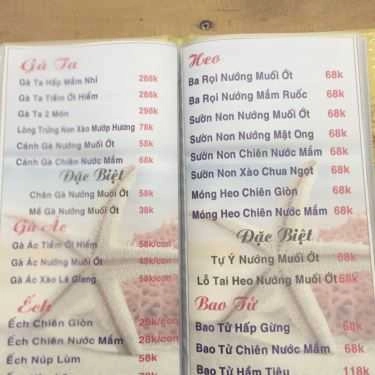 Gà Ta
Gà Ta Hấp Mắm Nhỉ 268k
Gà Ta Tiềm Ớt Hiểm 268k
Gà Ta 2 Món 298k
Lòng Trứng Non Xào Mướp Hương 78k
Cánh Gà Nướng Muối Ớt 58k
Cánh Gà Chiên Nước Mắm 68k
Đặc Biệt
Chân Gà Nướng Muối Ớt 58k
Mề Gà Nướng Muối Ớt 38k
Gà Ác
Gà Ác Tiềm Ớt Hiểm 58k/con
Gà Ác Nướng Muối Ớt 58k/con
Gà Ác Xào Lá Giang 58k/con
Ếch
Ếch Chiên Giòn 28k/con
Ếch Chiên Nước Mắm 28k/con
Ếch Núp Lùm 58k
Heo
Ba Rọi Nướng Muối Ớt 68k
Ba Rọi Nướng Mắm Ruốc 68k
Sườn Non Nướng Muối Ớt 68k
Sườn Non Nướng Mật Ong 68k
Sườn Non Chiên Nước Mắm 68k
Sườn Non Xào Chua Ngọt 68k
Móng Heo Chiên Giòn 68k
Móng Heo Chiên Nước Mắm 68k
Đặc Biệt
Tự Ý Nướng Muối Ớt 68k
Lỗ Tai Heo Nướng Muối Ớt 68k
Bao Tử
Bao Tử Hấp Gừng 68k
Bao Tử Chiên Nước Mắm 68k
Bao Tử Hầm Tiêu 118k